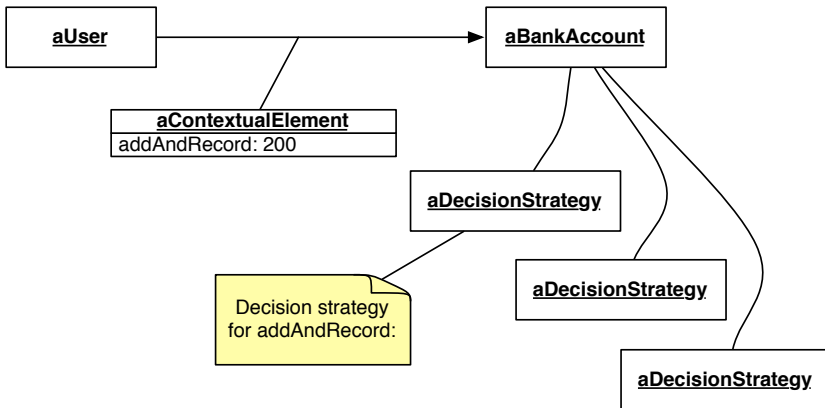 aUser
aBankAccount
aContextualElement
addAndRecord: 200
aDecisionStrategy
aDecisionStrategy
Decision strategy
for addAndRecord:
aDecisionStrategy